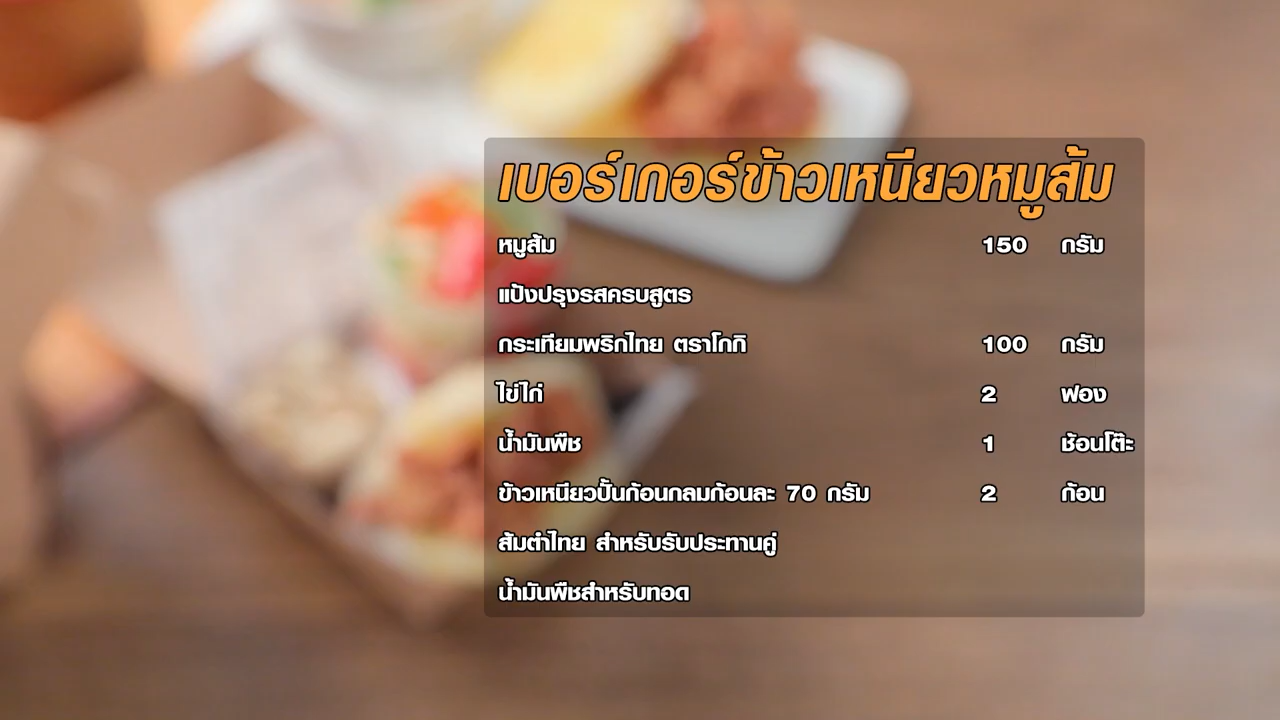 เบอร์เกอร์ข้าวเหนียวหมูส้ม
หมูส้ม 150 กรัม
แป้งปรุงรสครบสูตร
กระเทียมพริกไทย ตราโกกิ 100 กรัม
ไข่ไก่ 2 ฟอง
น้ำมันพืช 1 ช้อนโต๊ะ
ข้าวเหนียวปั้นก้อนกลมก้อนละ 70 กรัม 2 ก้อน
ส้มตำไทย สำหรับรับประทานคู่
น้ำมันพืชสำหรับทอด